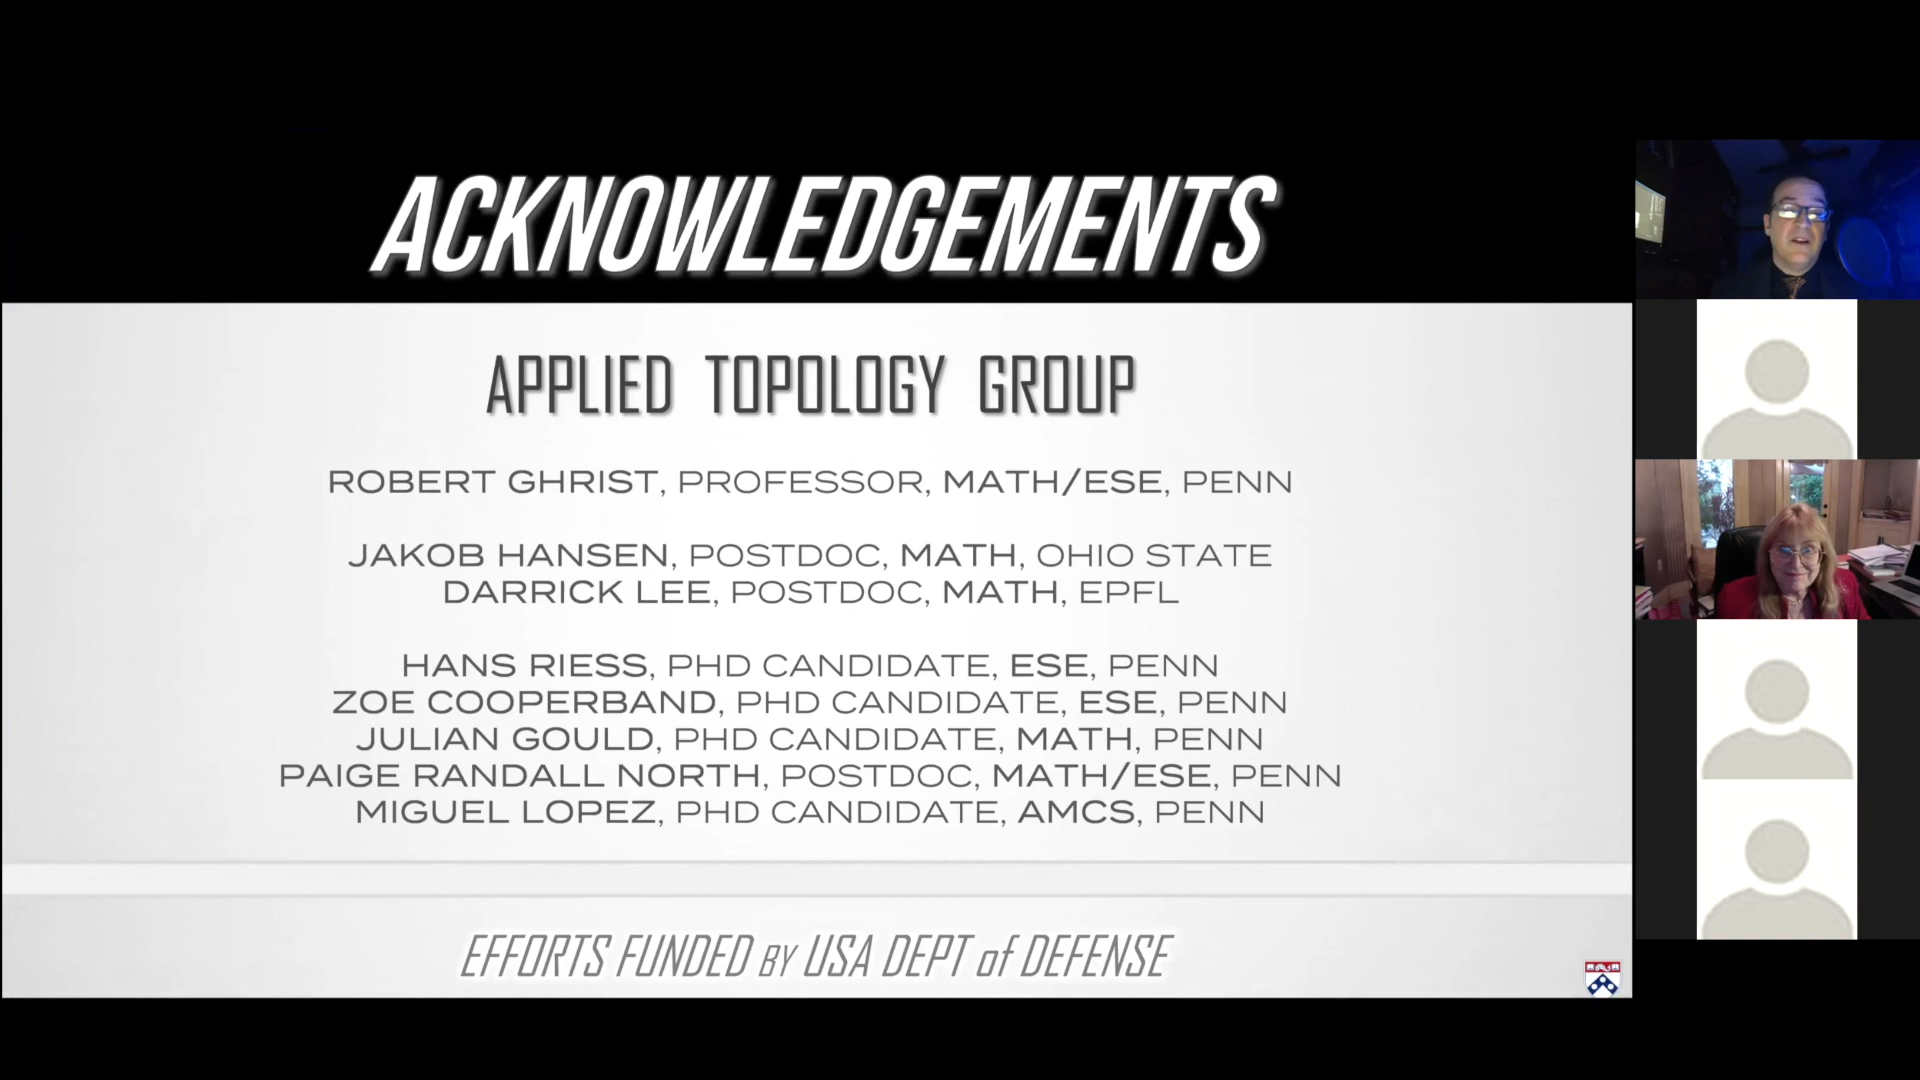 ACKNOWLEDGEMENTS
APPLIED TOPOLOGY GROUP
ROBERT GHRIST, PROFESSOR, MATH/ESE, PENN
JAKOB HANSEN, POSTDOC, MATH, OHIO STATE
DARRICK LEE, POSTDOC, MATH, EPFL
HANS RIESS, PHD CANDIDATE, ESE, PENN
ZOE COOPERBAND, PHD CANDIDATE, ESE, PENN
JULIAN GOULD, PHD CANDIDATE, MATH, PENN
PAIGE RANDALL NORTH, POSTDOC, MATH/ESE, PENN
MIGUEL LOPEZ, PHD CANDIDATE, AMCS, PENN
EFFORTS FUNDED BY USA DEPT of DEFENSE